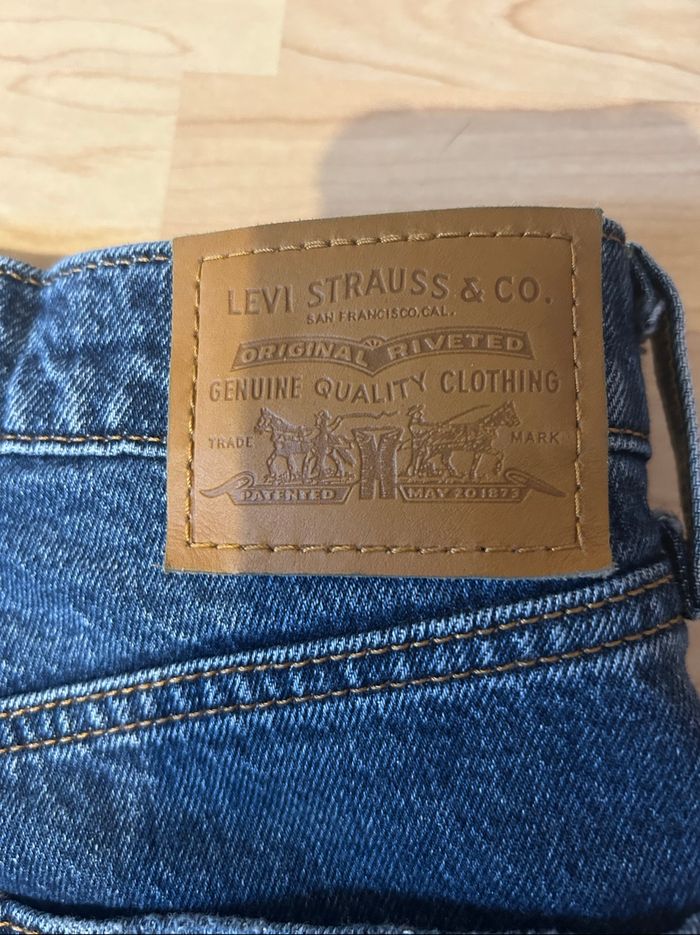 LEVI STRAUSS & CO.
SAN FRANCISCO, CAL.
ORIGINAL RIVETED
GENUINE QUALITY CLOTHING
TRADE MARK
PATENTED MAY 20 1873